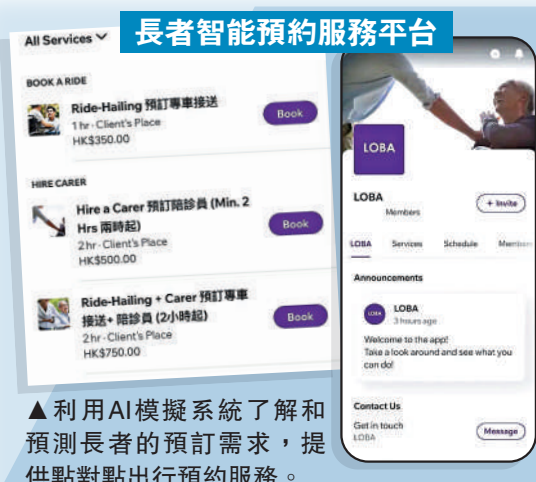 長者智能預約服務平台
All Services
BOOK A RIDE
Ride-Hailing 預訂專車接送
1 hr · Client's Place
HK$350.00
Book
HIRE CARER
Hire a Carer 預訂陪診員 (Min. 2
Hrs 兩時起)
2 hr · Client's Place
HK$500.00
Book
Ride-Hailing + Carer 預訂專車
接送+ 陪診員 (2小時起)
2 hr · Client's Place
HK$750.00
Book
LOBA
LOBA
Members
+ Invite
LOBA Services Schedule Members
Announcements
LOBA
LOBA
3 hours ago
Welcome to the app!
Take a look around and see what you
can do!
Contact Us
Get in touch
LOBA
Message
▲利用AI模擬系統了解和
預測長者的預訂需求，提
供點對點出行預約服務。